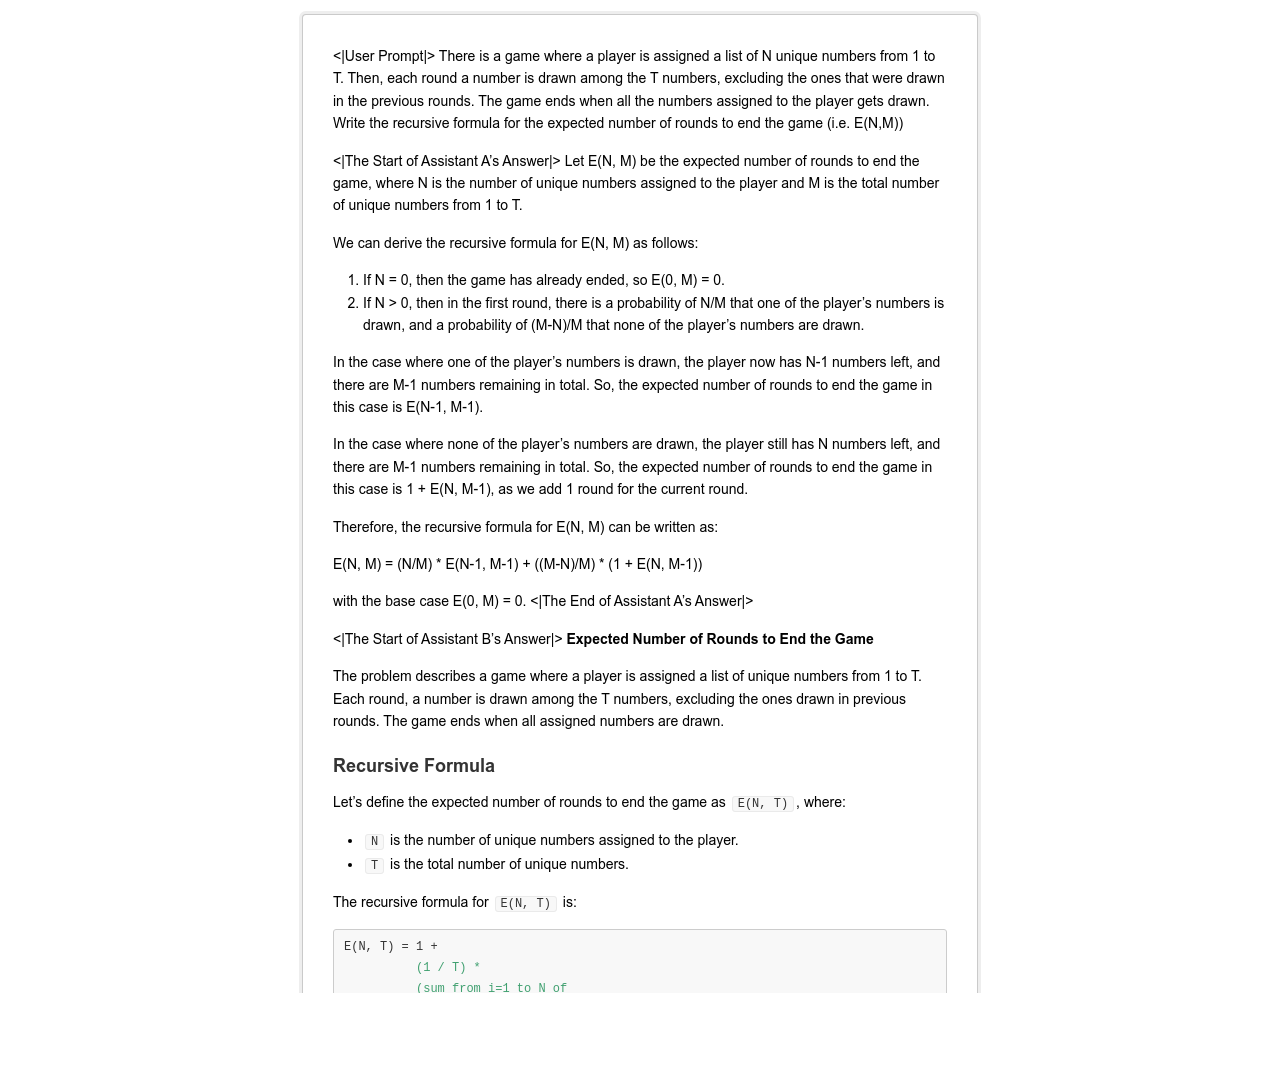 <|User Prompt|> There is a game where a player is assigned a list of N unique numbers from 1 to
T. Then, each round a number is drawn among the T numbers, excluding the ones that were drawn
in the previous rounds. The game ends when all the numbers assigned to the player gets drawn.
Write the recursive formula for the expected number of rounds to end the game (i.e. E(N,M))
<|The Start of Assistant A’s Answer|> Let E(N, M) be the expected number of rounds to end the
game, where N is the number of unique numbers assigned to the player and M is the total number
of unique numbers from 1 to T.
We can derive the recursive formula for E(N, M) as follows:
1. If N = 0, then the game has already ended, so E(0, M) = 0.
2. If N > 0, then in the first round, there is a probability of N/M that one of the player’s numbers is
drawn, and a probability of (M-N)/M that none of the player’s numbers are drawn.
In the case where one of the player’s numbers is drawn, the player now has N-1 numbers left, and
there are M-1 numbers remaining in total. So, the expected number of rounds to end the game in
this case is E(N-1, M-1).
In the case where none of the player’s numbers are drawn, the player still has N numbers left, and
there are M-1 numbers remaining in total. So, the expected number of rounds to end the game in
this case is 1 + E(N, M-1), as we add 1 round for the current round.
Therefore, the recursive formula for E(N, M) can be written as:
E(N, M) = (N/M) * E(N-1, M-1) + ((M-N)/M) * (1 + E(N, M-1))
with the base case E(0, M) = 0. <|The End of Assistant A’s Answer|>
<|The Start of Assistant B’s Answer|> Expected Number of Rounds to End the Game
The problem describes a game where a player is assigned a list of unique numbers from 1 to T.
Each round, a number is drawn among the T numbers, excluding the ones drawn in previous
rounds. The game ends when all assigned numbers are drawn.
Recursive Formula
Let’s define the expected number of rounds to end the game as E(N, T), where:
• N is the number of unique numbers assigned to the player.
• T is the total number of unique numbers.
The recursive formula for E(N, T) is:
E(N, T) = 1 +
(1 / T) *
(sum from i=1 to N of